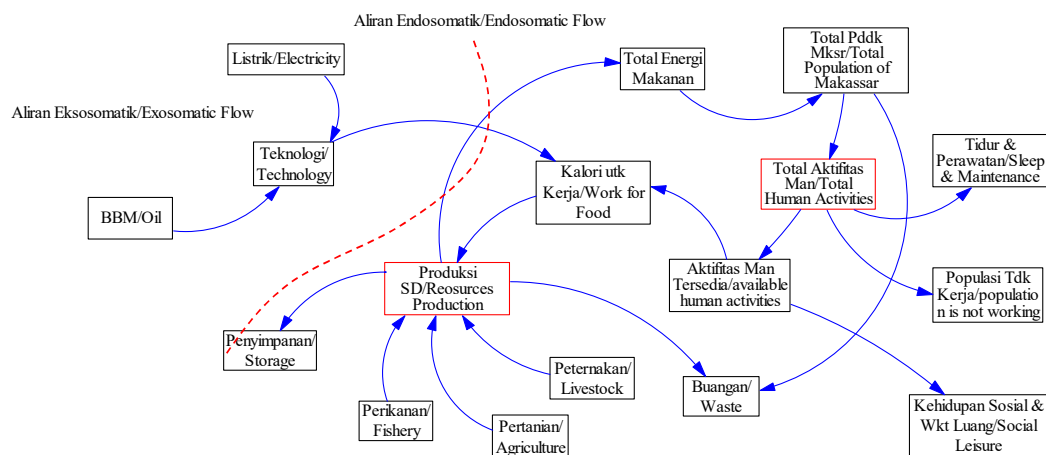 Aliran Endosomatik/Endosomatic Flow
Listrik/Electricity
Total Energi
Makanan
Total Pddk
Mksr/Total
Population of
Makassar
Aliran Eksosomatik/Exosomatic Flow
Teknologi/
Technology
Kalori utk
Kerja/Work for
Food
Total Aktifitas
Man/Total
Human Activities
Tidur &
Perawatan/Sleep
& Maintenance
BBM/Oil
Produksi
SD/Reosurces
Production
Aktifitas Man
Tersedia/available
human activities
Populasi Tdk
Kerja/populatio
n is not working
Penyimpanan/
Storage
Peternakan/
Livestock
Buangan/
Waste
Perikanan/
Fishery
Pertanian/
Agriculture
Kehidupan Sosial &
Wkt Luang/Social
Leisure